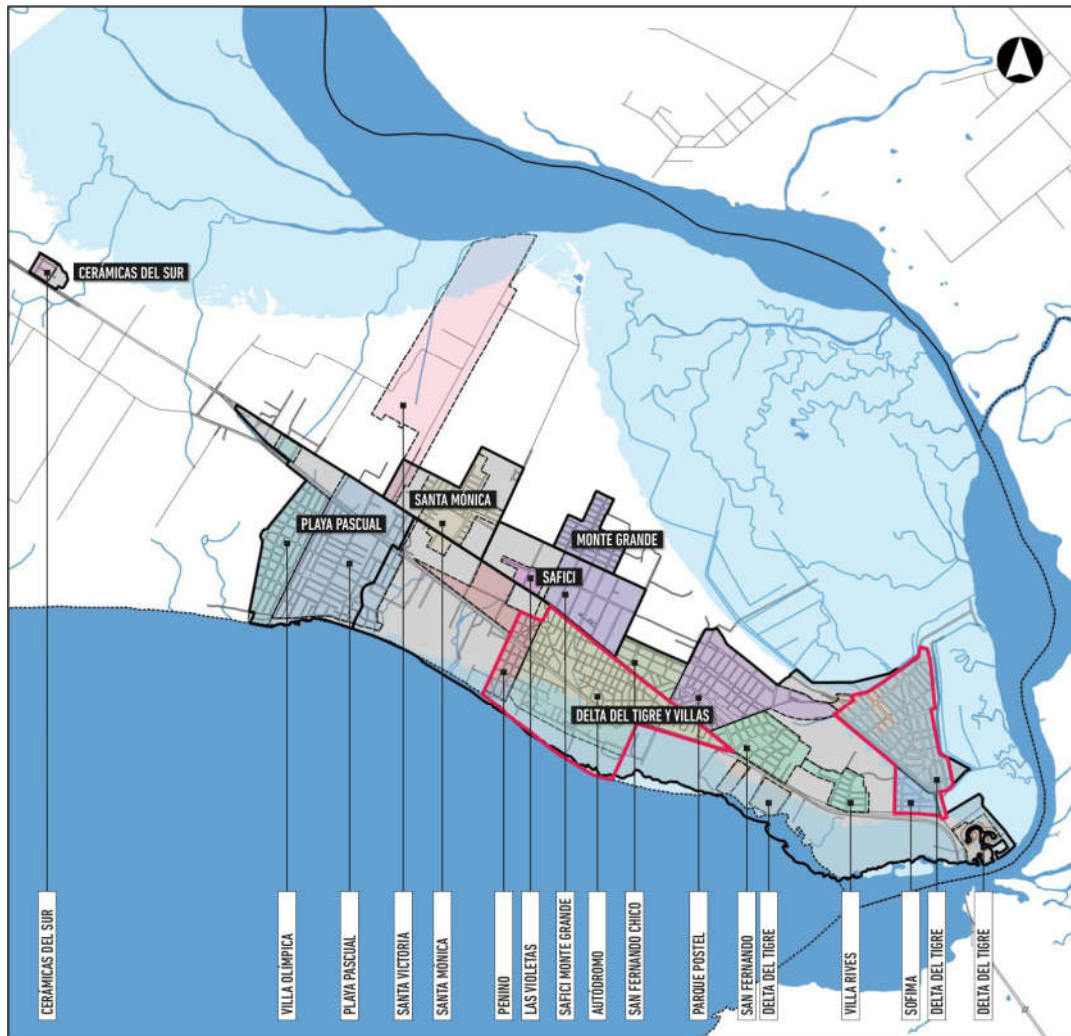 CERÁMICAS DEL SUR
SANTA MÓNICA
PLAYA PASCUAL
MONTE GRANDE
SAFICI
DELTA DEL TIGRE Y VILLAS
CERÁMICAS DEL SUR
VILLA OLÍMPICA
PLAYA PASCUAL
SANTA VICTORIA
SANTA MÓNICA
PENINO
LAS VIOLETAS
SAFICI MONTE GRANDE
AUTÓDROMO
SAN FERNANDO CHICO
PARQUE POSTEL
SAN FERNANDO
DELTA DEL TIGRE
VILLA RIVES
SOFIMA
DELTA DEL TIGRE
DELTA DEL TIGRE